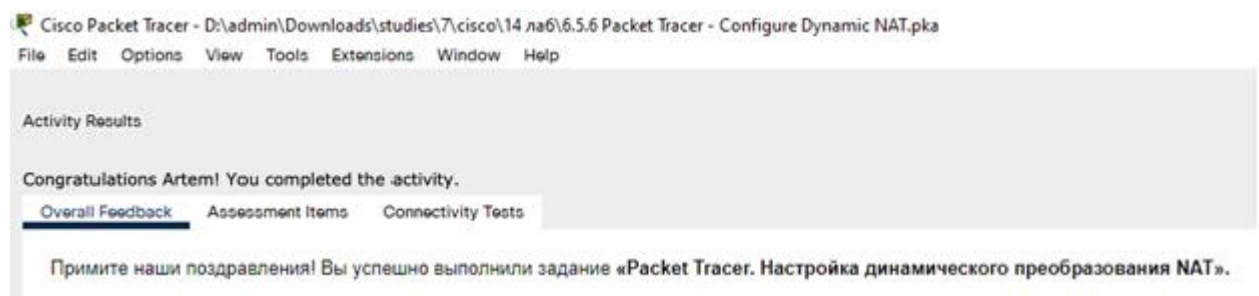 Cisco Packet Tracer - D:\admin\Downloads\studies\7\cisco\14 лаб\6.5.6 Packet Tracer - Configure Dynamic NAT.pka
File Edit Options View Tools Extensions Window Help
Activity Results
Congratulations Artem! You completed the activity.
Overall Feedback Assessment Items Connectivity Tests
Примите наши поздравления! Вы успешно выполнили задание «Packet Tracer. Настройка динамического преобразования NAT».